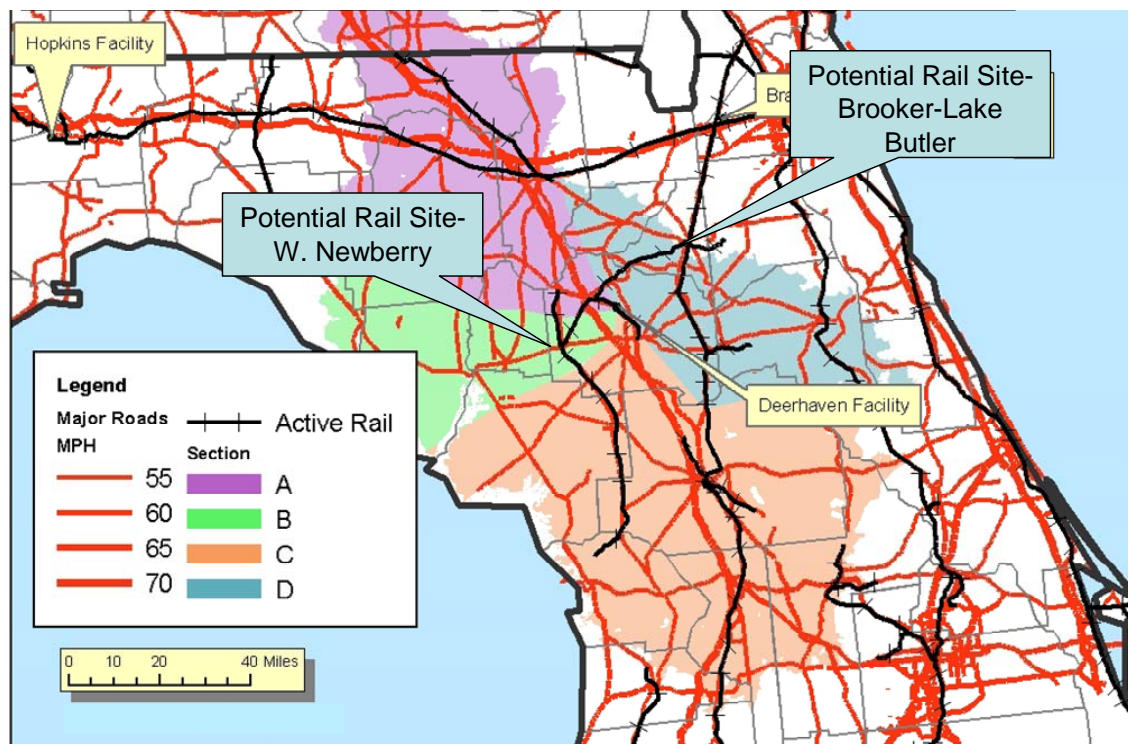 Hopkins Facility
Potential Rail Site-
Brooker-Lake
Butler
Bra
Potential Rail Site-
W. Newberry
Deerhaven Facility
Legend
Major Roads
MPH
55
60
65
70
Active Rail
Section
A
B
C
D
0 10 20 40 Miles